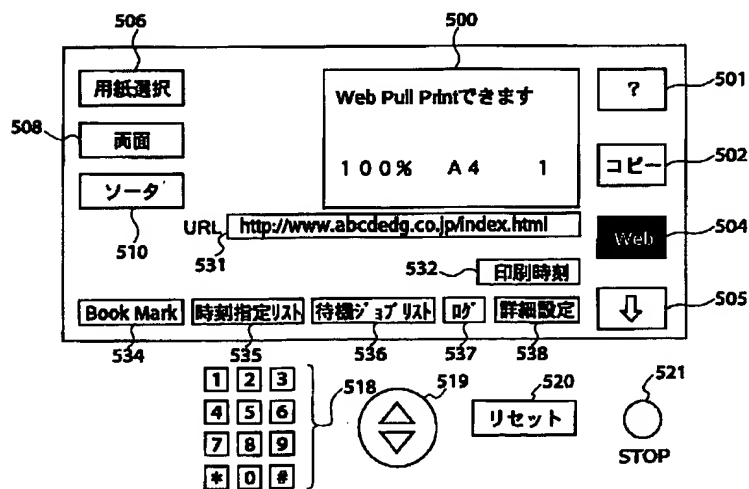 506
500
用紙選択
Web Pull Printできます
?
501
508
両面
100% A4 1
コピー
502
ソータ
510
URL http://www.abcdedg.co.jp/index.html
531
Web
504
532
印刷時刻
505
Book Mark 時刻指定リスト 待機ジョブリスト ログ 詳細設定
⇩
534 535 536 537 538
1 2 3
518
519
520
521
4 5 6
リセット
7 8 9
STOP
* 0 #